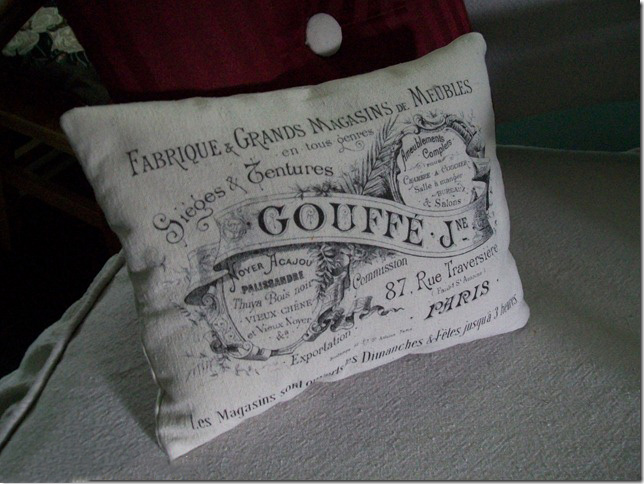 FABRIQUE & GRANDS MAGASINS DE MEUBLES
en tous genres
Sièges & Tentures
Ameublements
Complets
CHAMBRE À COUCHER
Salle à manger
BUREAUX
& Salons
GOUFFÉ · JNE
NOYER ACAJOU
PALISSANDRE
Thuya Bois noir
VIEUX CHÊNE
et Vieux Noyer
&a
Commission
87, Rue Traversière
PARIS
Exportation
Les Magasins sont ouverts les Dimanches & Fêtes jusqu'à 3 heures